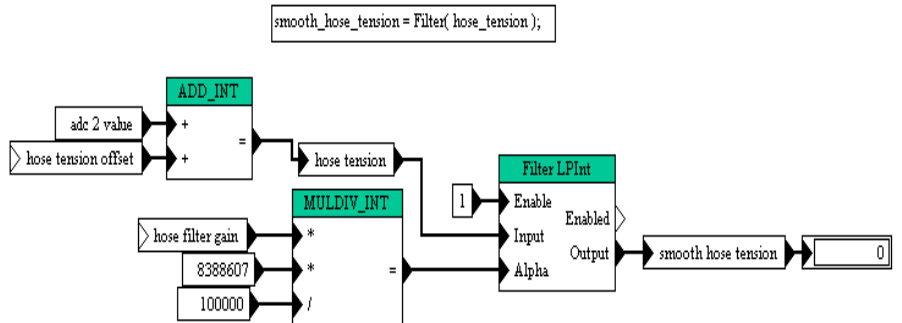 smooth_hose_tension = Filter( hose_tension );
ADD_INT
adc 2 value
+
=
hose tension offset
+
hose tension
Filter LPInt
1
Enable
Enabled
MULDIV_INT
hose filter gain
*
Input
Output
smooth hose tension
0
8388607
*
=
Alpha
100000
/